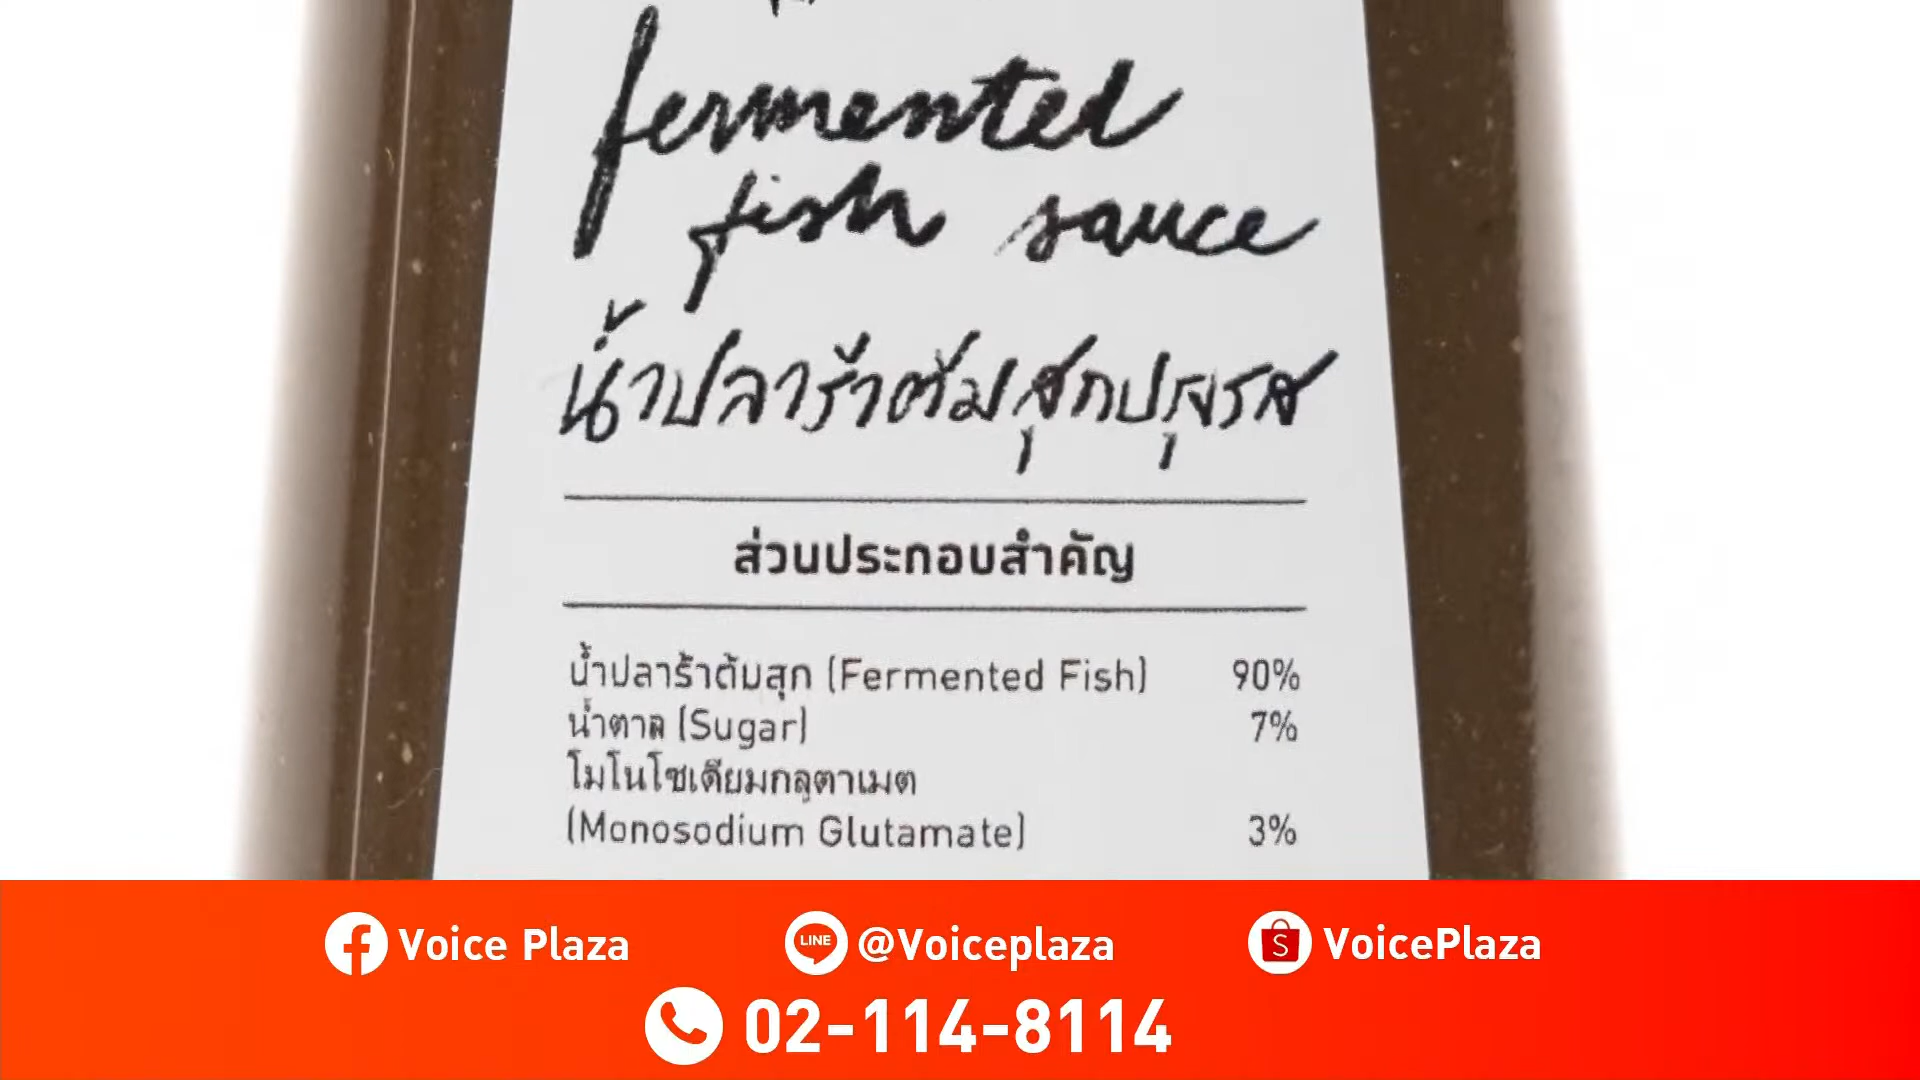 fermented
fish sauce
น้ำปลาร้าต้มสุกปรุงรส
ส่วนประกอบสำคัญ
น้ำปลาร้าต้มสุก (Fermented Fish) 90%
น้ำตาล (Sugar) 7%
โมโนโซเดียมกลูตาเมต
(Monosodium Glutamate) 3%
Voice Plaza
LINE @Voiceplaza
VoicePlaza
02-114-8114